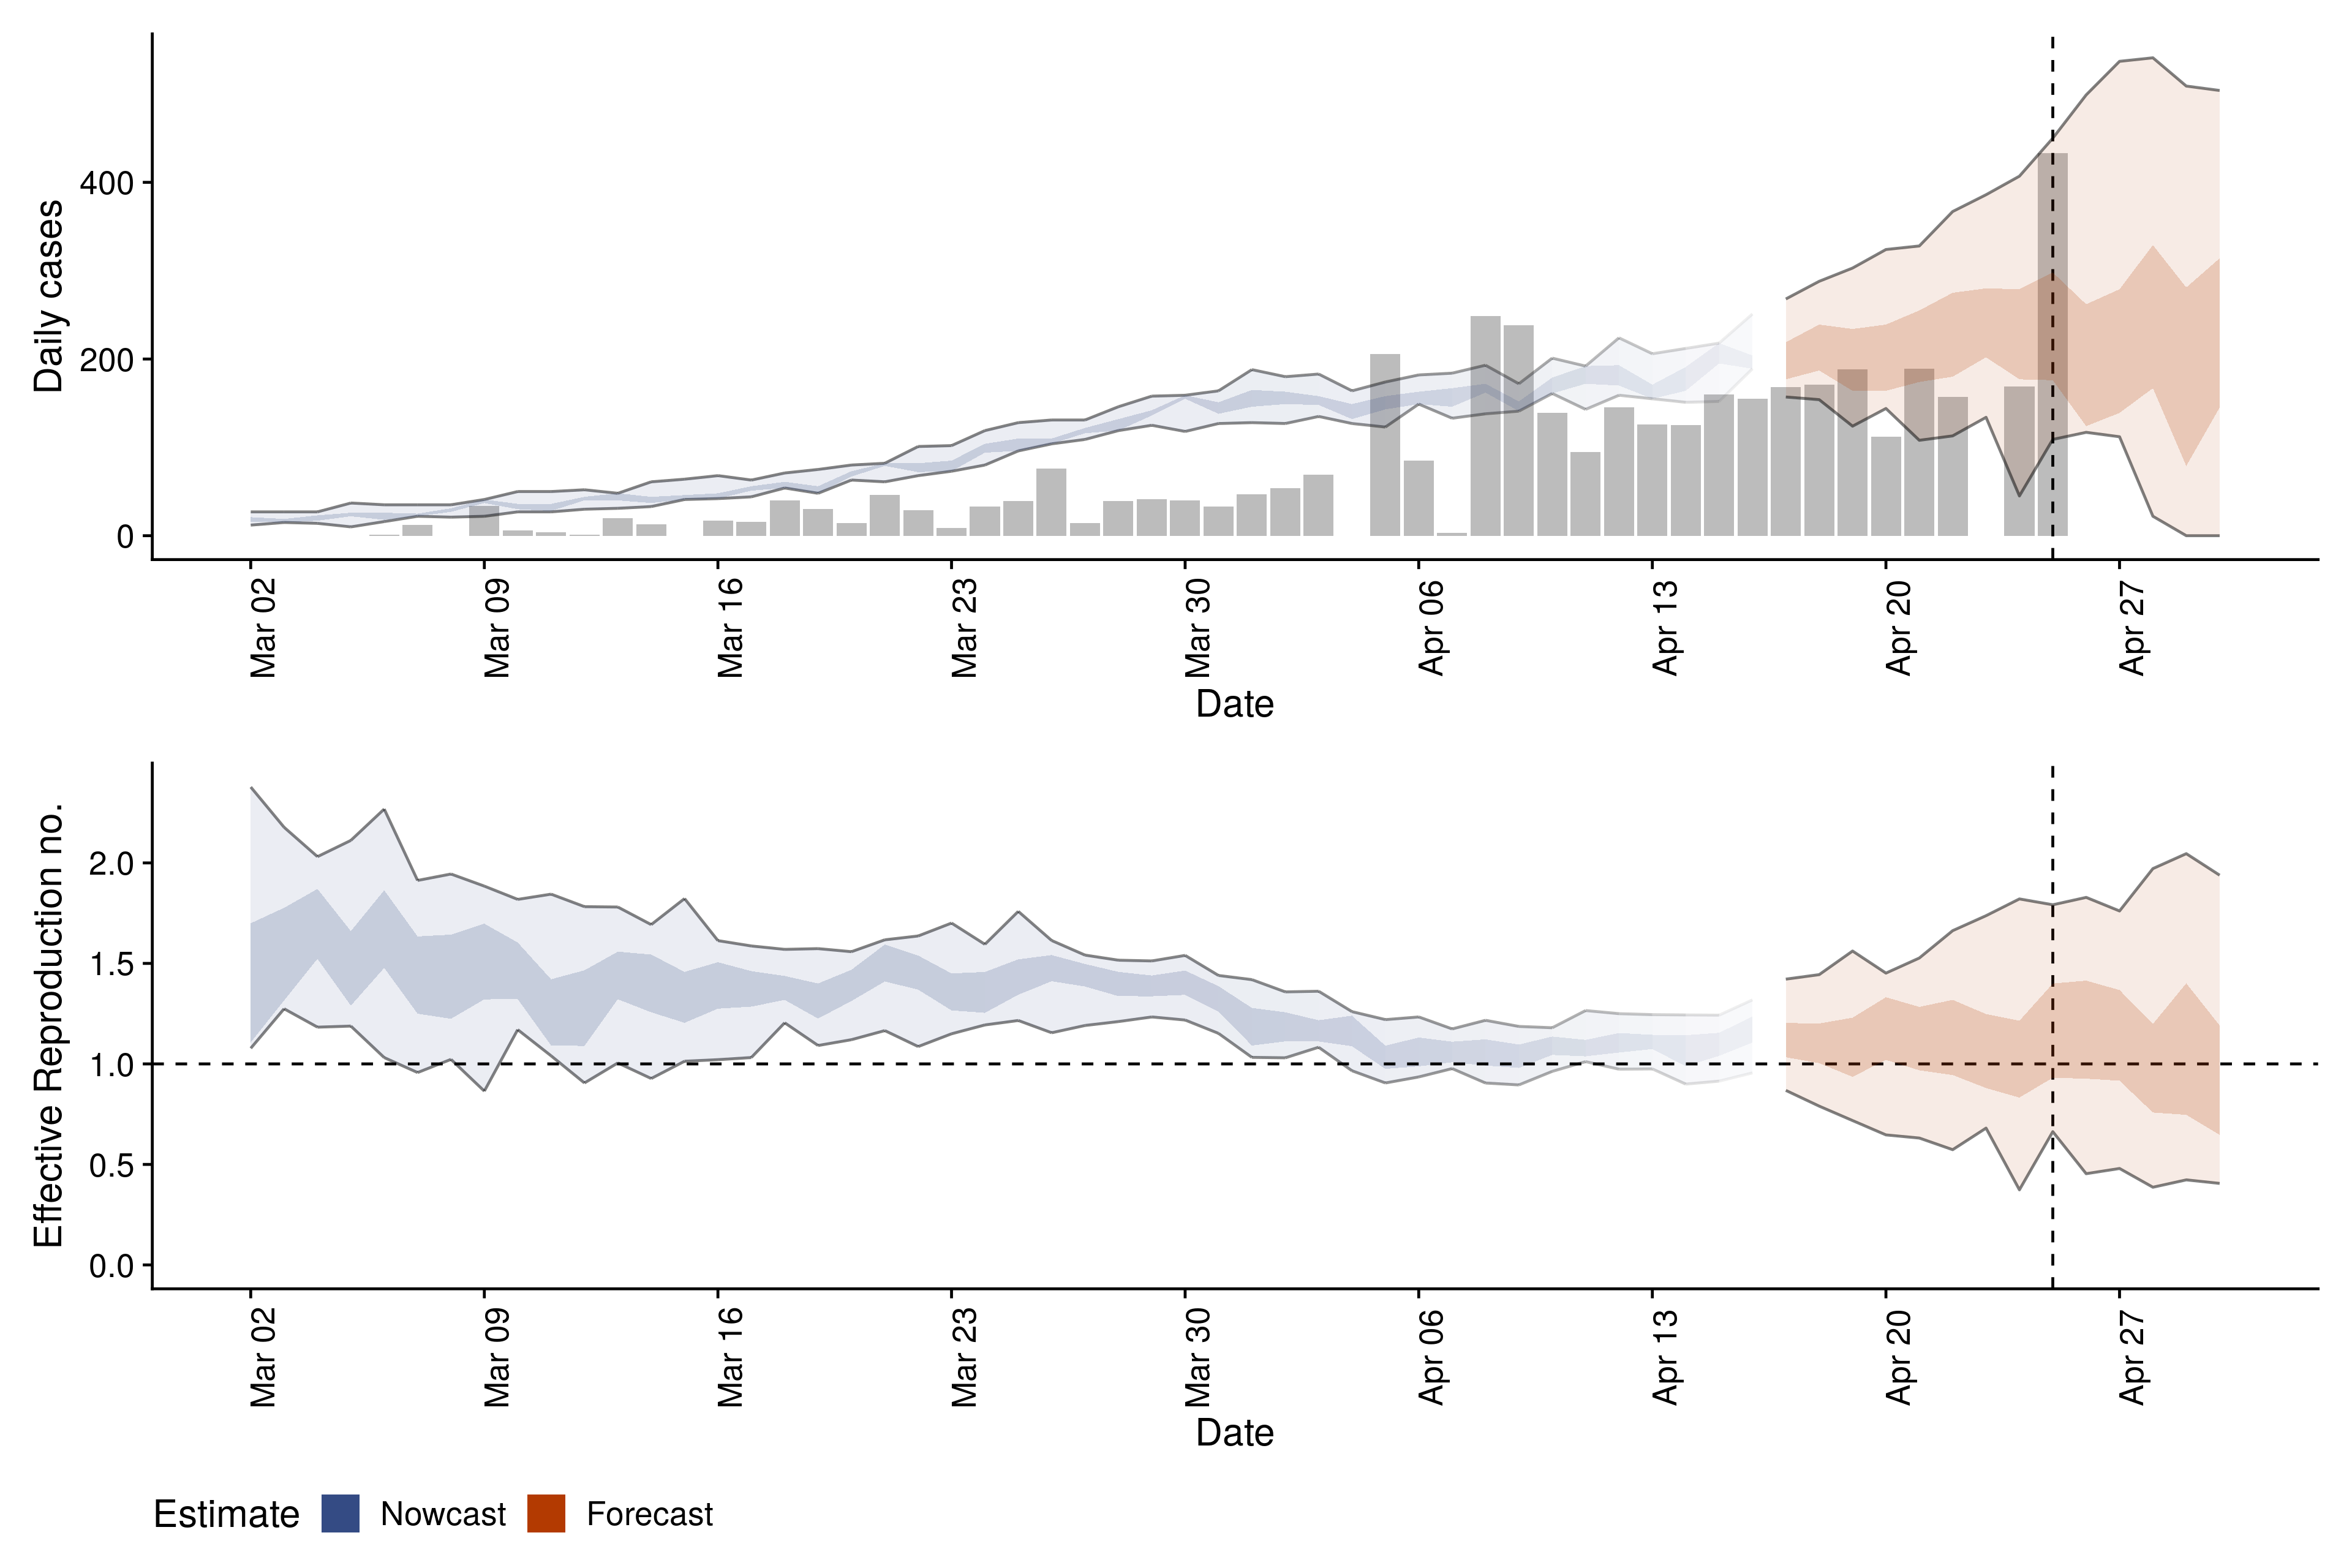 Daily cases
400
200
0
Mar 02
Mar 09
Mar 16
Mar 23
Mar 30
Apr 06
Apr 13
Apr 20
Apr 27
Date
Effective Reproduction no.
2.0
1.5
1.0
0.5
0.0
Mar 02
Mar 09
Mar 16
Mar 23
Mar 30
Apr 06
Apr 13
Apr 20
Apr 27
Date
Estimate Nowcast Forecast